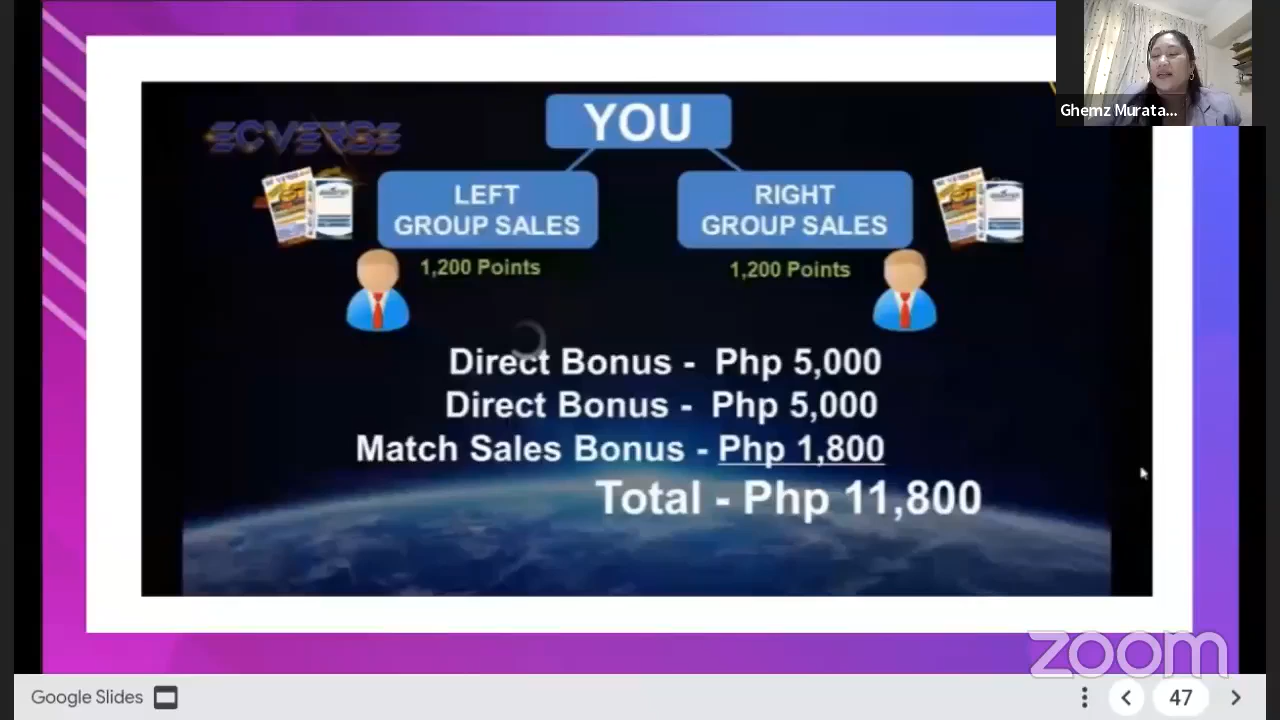 Ghemz Murata...
ECVERSE
YOU
LEFT
GROUP SALES
RIGHT
GROUP SALES
1,200 Points
1,200 Points
Direct Bonus - Php 5,000
Direct Bonus - Php 5,000
Match Sales Bonus - Php 1,800
Total - Php 11,800
zoom
Google Slides
47